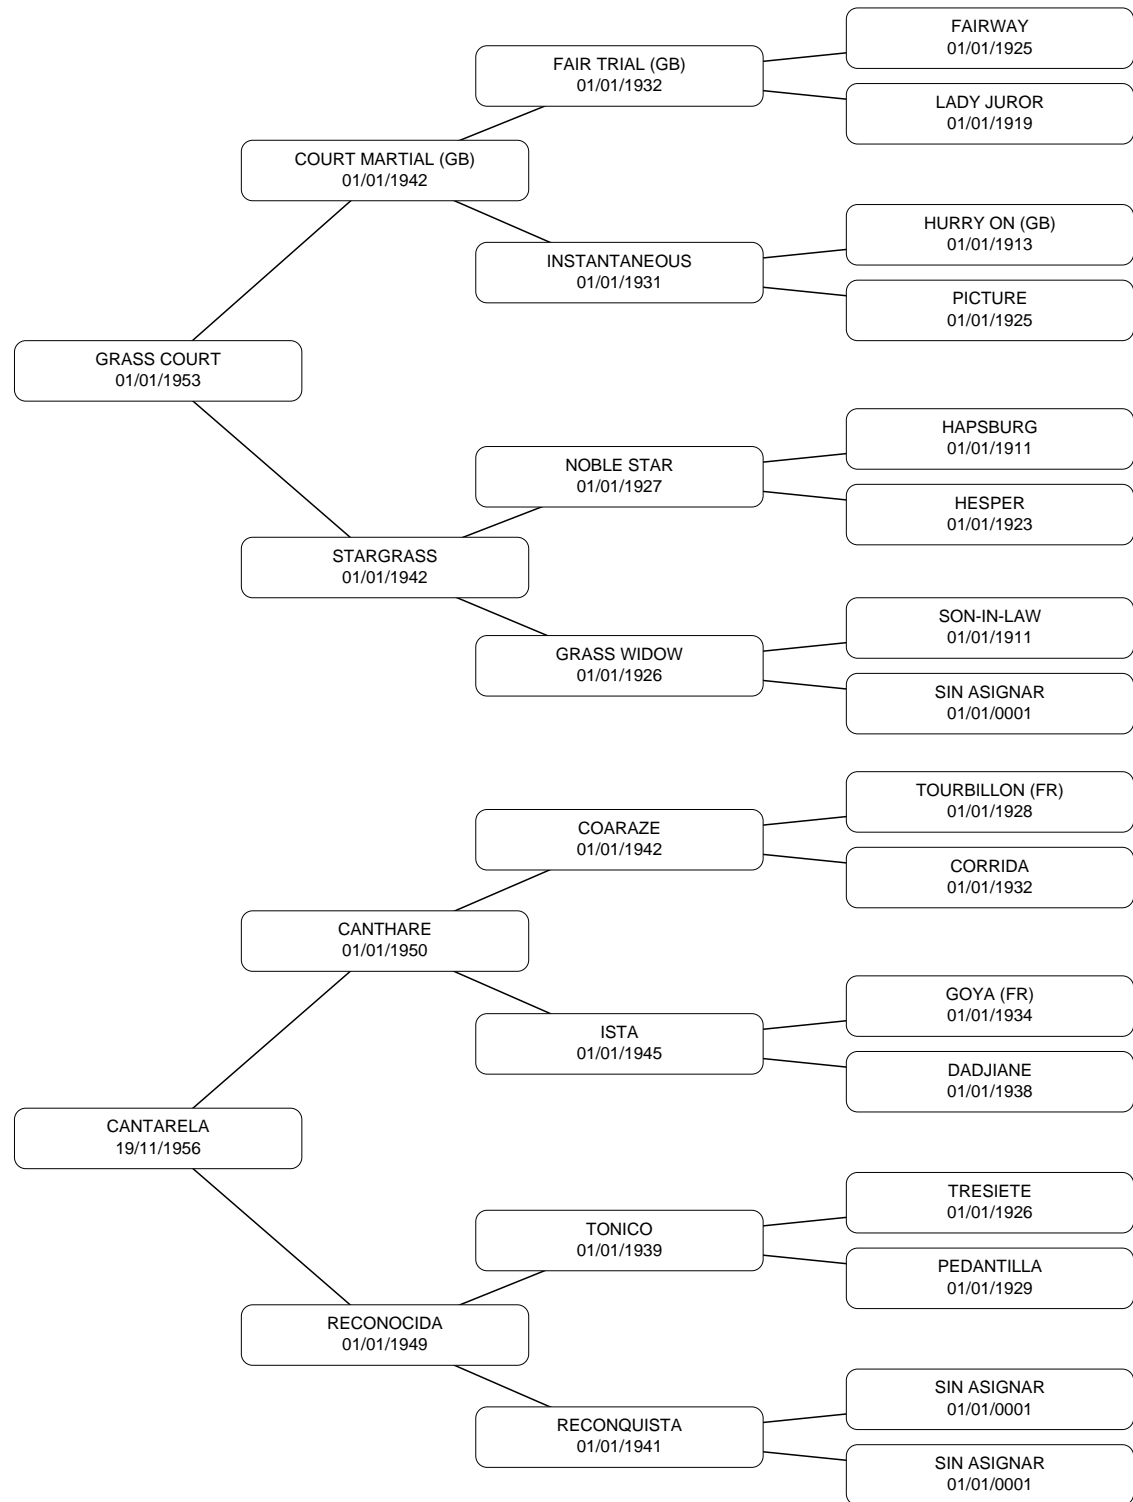 FAIRWAY
01/01/1925
FAIR TRIAL (GB)
01/01/1932
LADY JUROR
01/01/1919
COURT MARTIAL (GB)
01/01/1942
HURRY ON (GB)
01/01/1913
INSTANTANEOUS
01/01/1931
PICTURE
01/01/1925
GRASS COURT
01/01/1953
HAPSBURG
01/01/1911
NOBLE STAR
01/01/1927
HESPER
01/01/1923
STARGRASS
01/01/1942
SON-IN-LAW
01/01/1911
GRASS WIDOW
01/01/1926
SIN ASIGNAR
01/01/0001
TOURBILLON (FR)
01/01/1928
COARAZE
01/01/1942
CORRIDA
01/01/1932
CANTHARE
01/01/1950
GOYA (FR)
01/01/1934
ISTA
01/01/1945
DADJIANE
01/01/1938
CANTARELA
19/11/1956
TRESIETE
01/01/1926
TONICO
01/01/1939
PEDANTILLA
01/01/1929
RECONOCIDA
01/01/1949
SIN ASIGNAR
01/01/0001
RECONQUISTA
01/01/1941
SIN ASIGNAR
01/01/0001